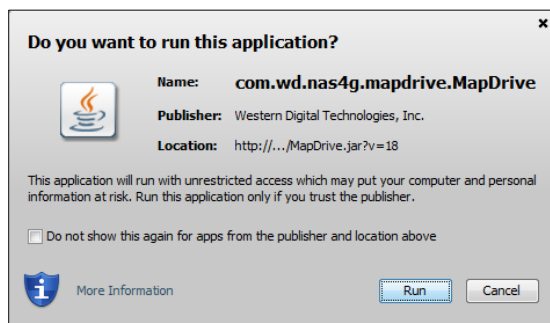 Do you want to run this application?
Name: com.wd.nas4g.mapdrive.MapDrive
Publisher: Western Digital Technologies, Inc.
Location: http://.../MapDrive.jar?v=18
This application will run with unrestricted access which may put your computer and personal
information at risk. Run this application only if you trust the publisher.
Do not show this again for apps from the publisher and location above
More Information
Run
Cancel